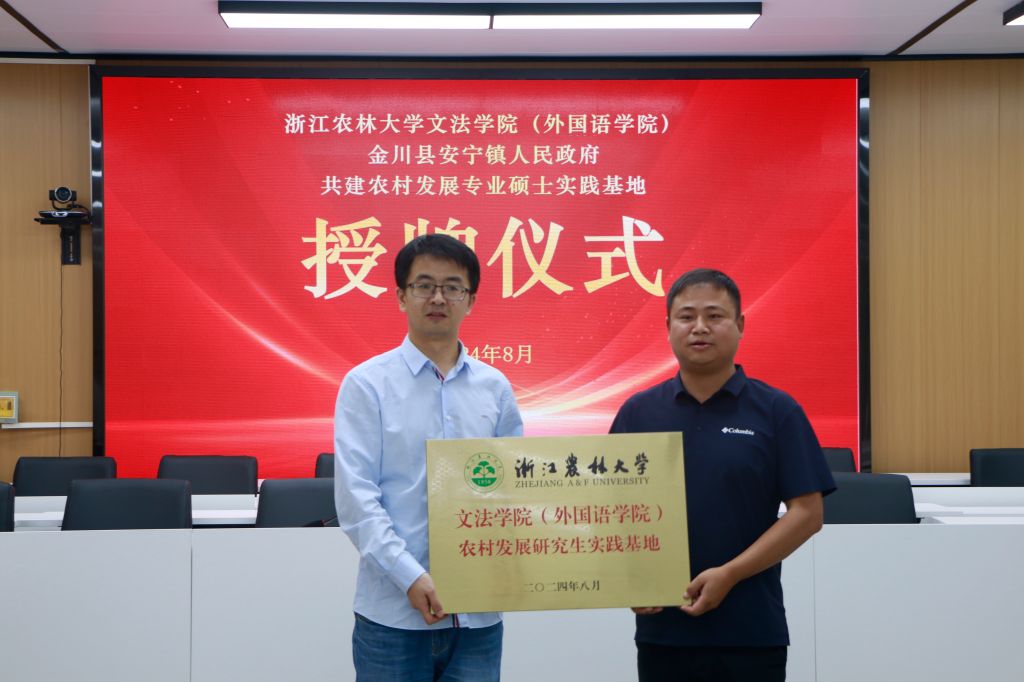 浙江农林大学文法学院（外国语学院）
金川县安宁镇人民政府
共建农村发展专业硕士实践基地
授牌仪式
24年8月
Columbia
浙江农林大学
ZHEJIANG A&F UNIVERSITY
1958
文法学院（外国语学院）
农村发展研究生实践基地
二〇二四年八月